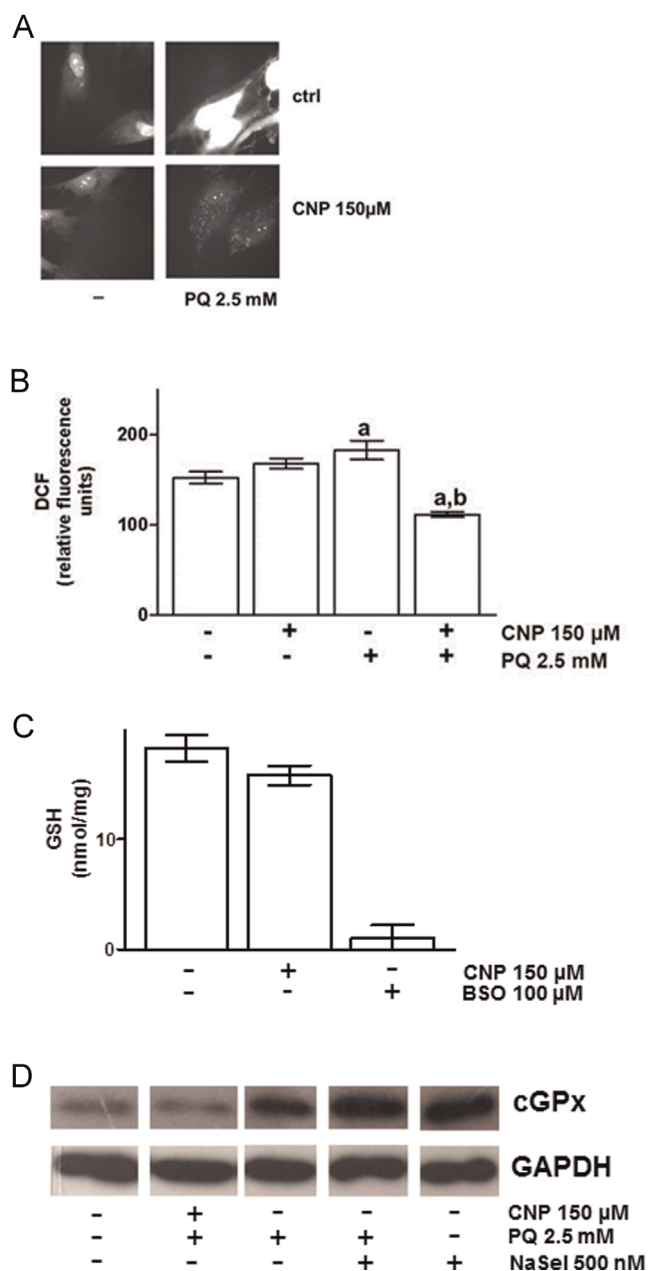 A
ctrl
CNP 150µM
– PQ 2.5 mM
B
DCF
(relative fluorescence
units)
200
100
0
a
a,b
- + - + CNP 150 µM
- - + + PQ 2.5 mM
C
GSH
(nmol/mg)
10
0
- + - CNP 150 µM
- - + BSO 100 µM
D
cGPx
GAPDH
- + - - - CNP 150 µM
- + + + - PQ 2.5 mM
- - - + + NaSel 500 nM